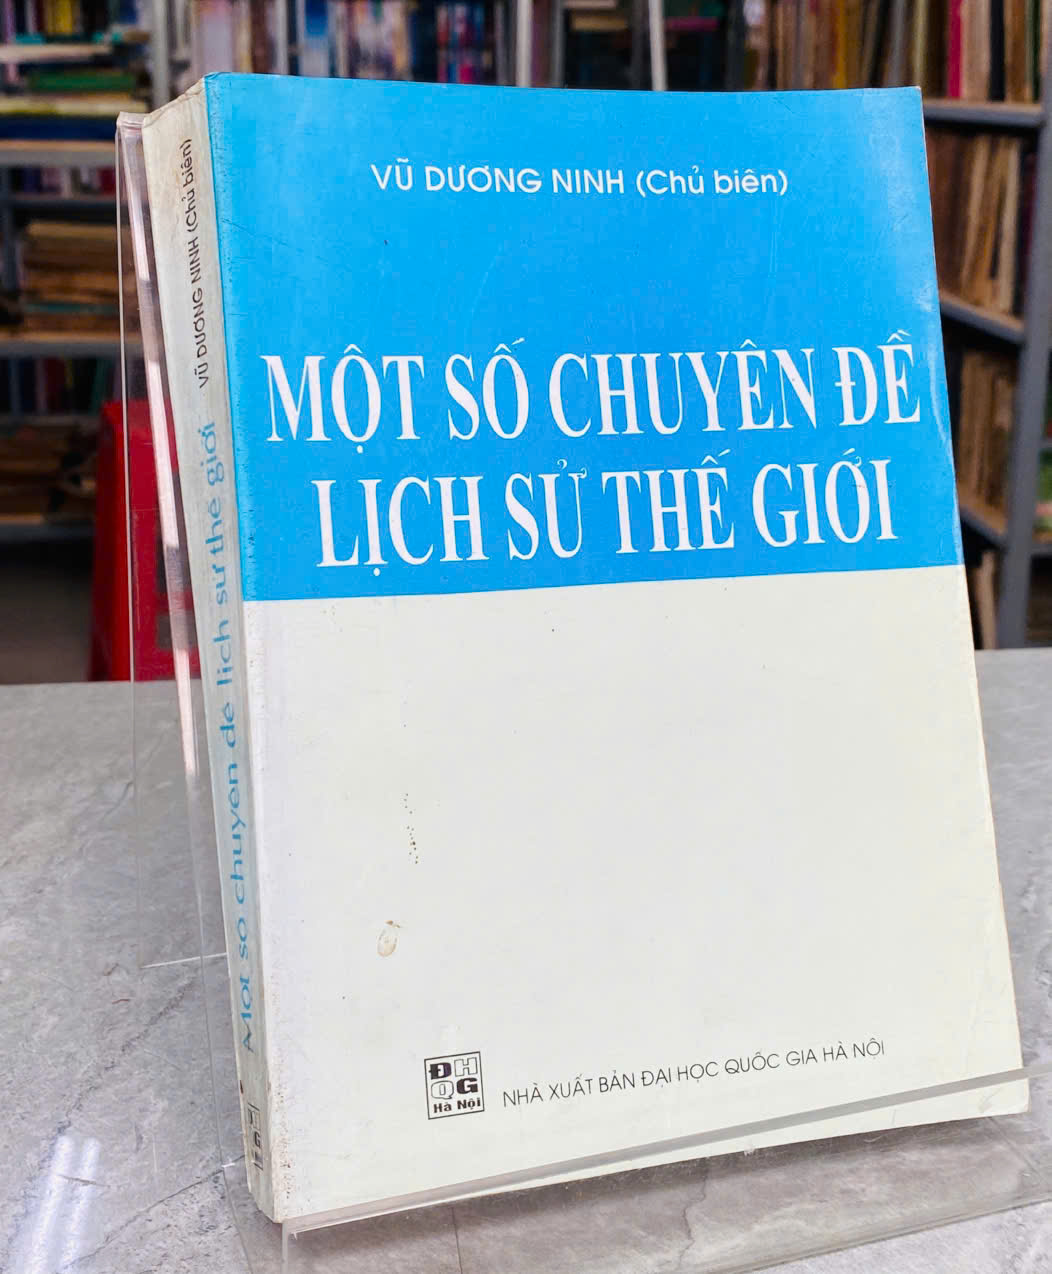 VŨ DƯƠNG NINH (Chủ biên)
MỘT SỐ CHUYÊN ĐỀ
LỊCH SỬ THẾ GIỚI
ĐH
QG
Hà Nội
NHÀ XUẤT BẢN ĐẠI HỌC QUỐC GIA HÀ NỘI
VŨ DƯƠNG NINH (Chủ biên)
Một số chuyên đề lịch sử thế giới